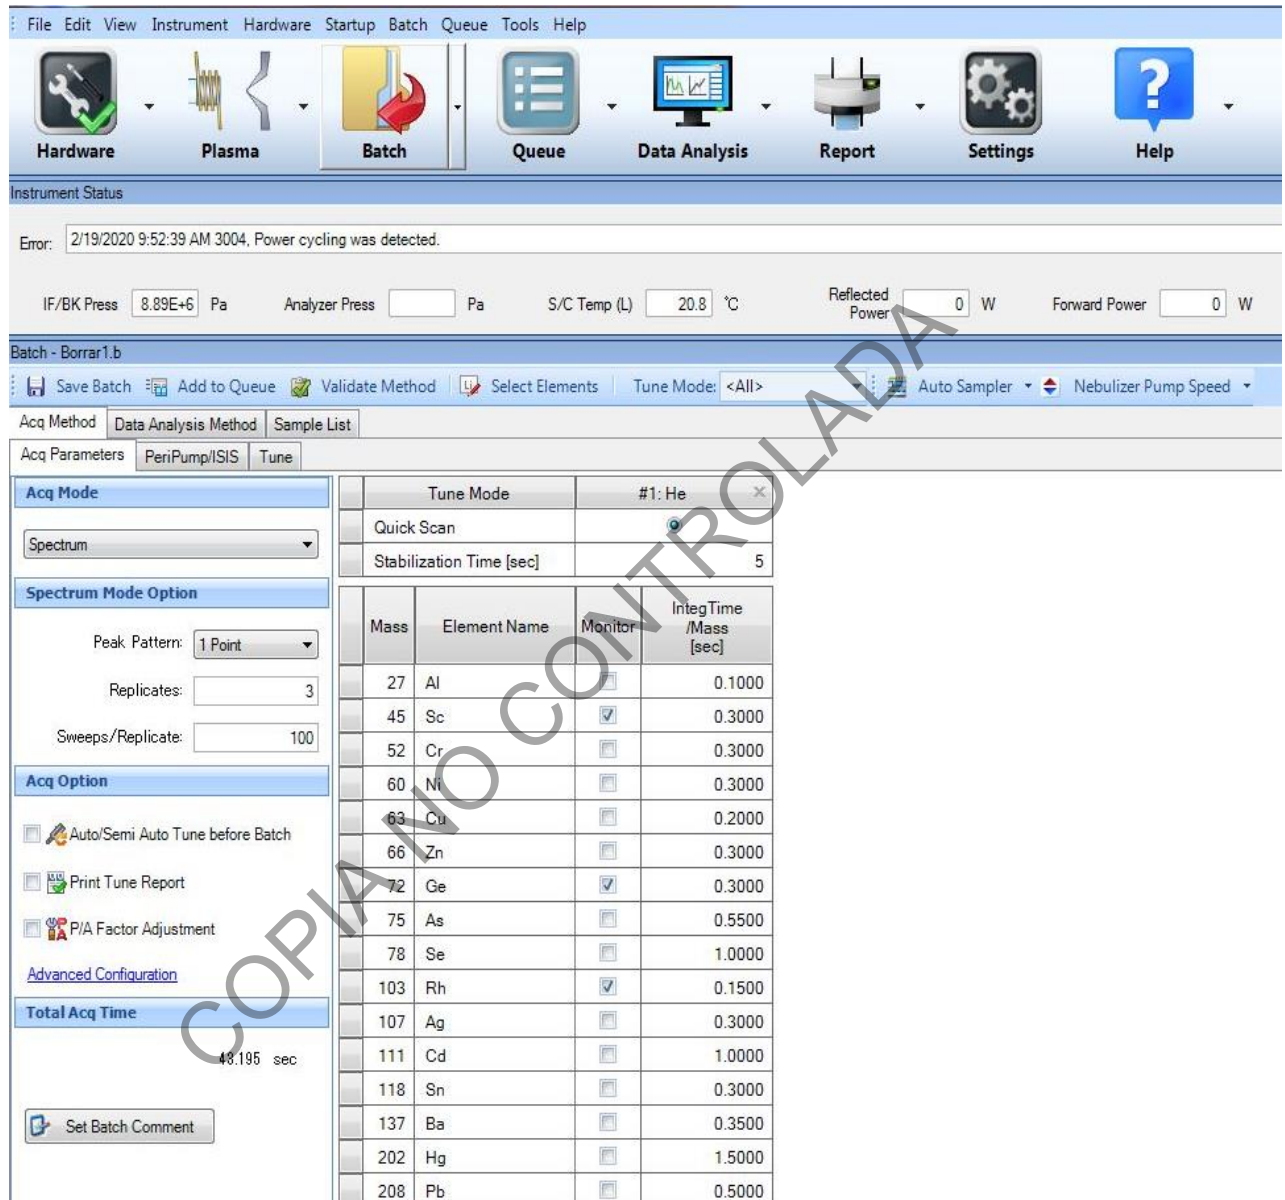 File Edit View Instrument Hardware Startup Batch Queue Tools Help
Hardware Plasma Batch Queue Data Analysis Report Settings Help
Instrument Status
Error: 2/19/2020 9:52:39 AM 3004, Power cycling was detected.
IF/BK Press 8.89E+6 Pa Analyzer Press Pa S/C Temp (L) 20.8 °C Reflected Power 0 W Forward Power 0 W
Batch - Borrar1.b
Save Batch Add to Queue Validate Method Select Elements Tune Mode: <All> Auto Sampler Nebulizer Pump Speed
Acq Method Data Analysis Method Sample List
Acq Parameters PeriPump/ISIS Tune
Acq Mode
Spectrum
Spectrum Mode Option
Peak Pattern: 1 Point
Replicates: 3
Sweeps/Replicate: 100
Acq Option
Auto/Semi Auto Tune before Batch
Print Tune Report
P/A Factor Adjustment
Advanced Configuration
Total Acq Time
48.195 sec
Set Batch Comment
Tune Mode #1: He
Quick Scan
Stabilization Time [sec] 5
Mass Element Name Monitor IntegTime /Mass [sec]
27 Al 0.1000
45 Sc 0.3000
52 Cr 0.3000
60 Ni 0.3000
63 Cu 0.2000
66 Zn 0.3000
72 Ge 0.3000
75 As 0.5500
78 Se 1.0000
103 Rh 0.1500
107 Ag 0.3000
111 Cd 1.0000
118 Sn 0.3000
137 Ba 0.3500
202 Hg 1.5000
208 Pb 0.5000
COPIA NO CONTROLADA